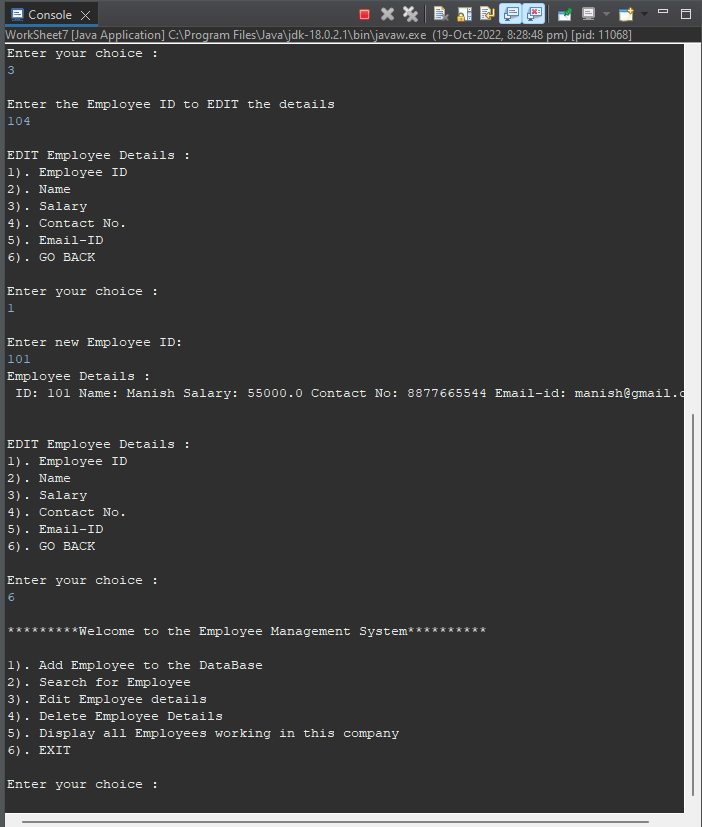 Console
WorkSheet7 [Java Application] C:\Program Files\Java\jdk-18.0.2.1\bin\javaw.exe (19-Oct-2022, 8:28:48 pm) [pid: 11068]
Enter your choice :
3
Enter the Employee ID to EDIT the details
104
EDIT Employee Details :
1). Employee ID
2). Name
3). Salary
4). Contact No.
5). Email-ID
6). GO BACK
Enter your choice :
1
Enter new Employee ID:
101
Employee Details :
ID: 101 Name: Manish Salary: 55000.0 Contact No: 8877665544 Email-id: manish@gmail.c
EDIT Employee Details :
1). Employee ID
2). Name
3). Salary
4). Contact No.
5). Email-ID
6). GO BACK
Enter your choice :
6
*********Welcome to the Employee Management System**********
1). Add Employee to the DataBase
2). Search for Employee
3). Edit Employee details
4). Delete Employee Details
5). Display all Employees working in this company
6). EXIT
Enter your choice :